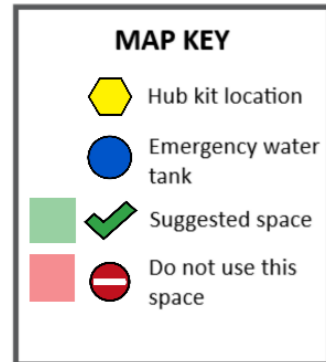 MAP KEY
Hub kit location
Emergency water
tank
Suggested space
Do not use this
space